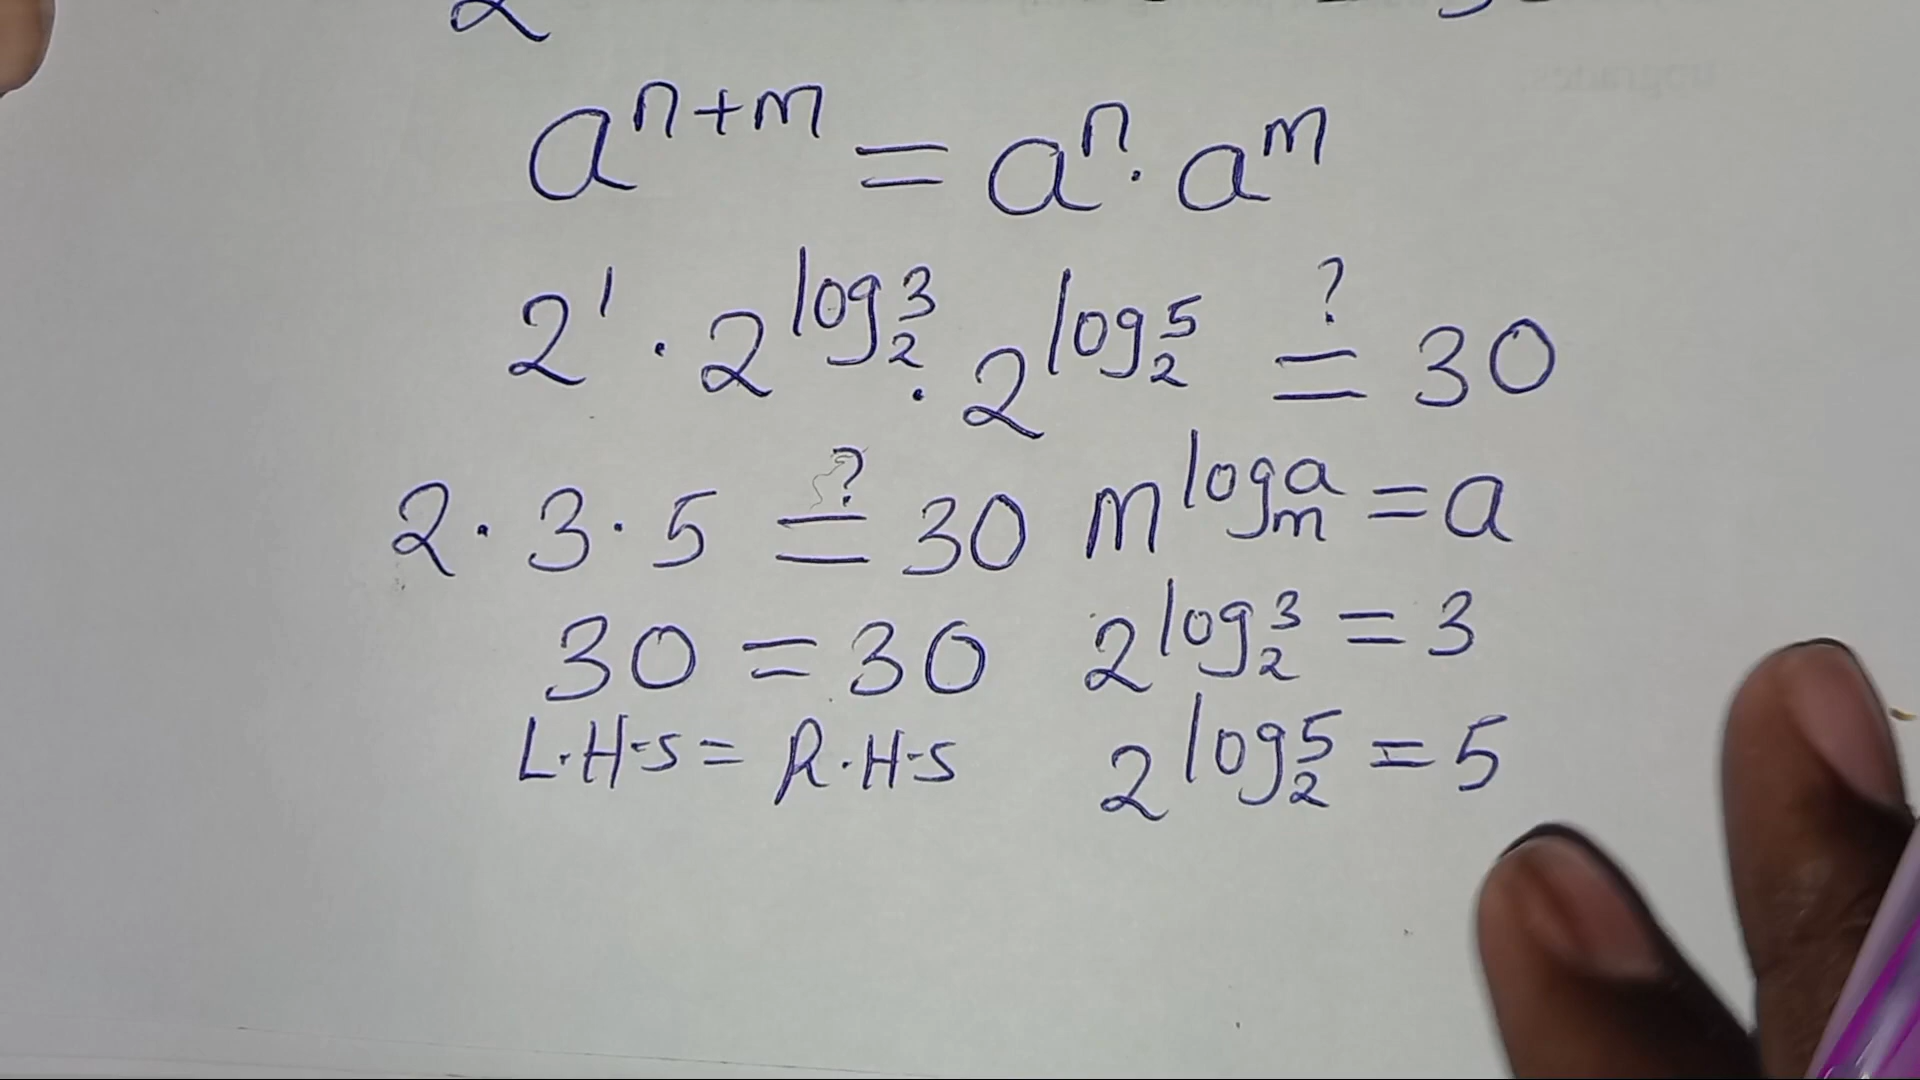 2
a^{n+m} = a^n · a^m
2^1 · 2^{log_2 3} · 2^{log_2 5} ?= 30
2 · 3 · 5 ?= 30 m^{log_m a} = a
30 = 30 2^{log_2 3} = 3
L.H.S = R.H.S 2^{log_2 5} = 5